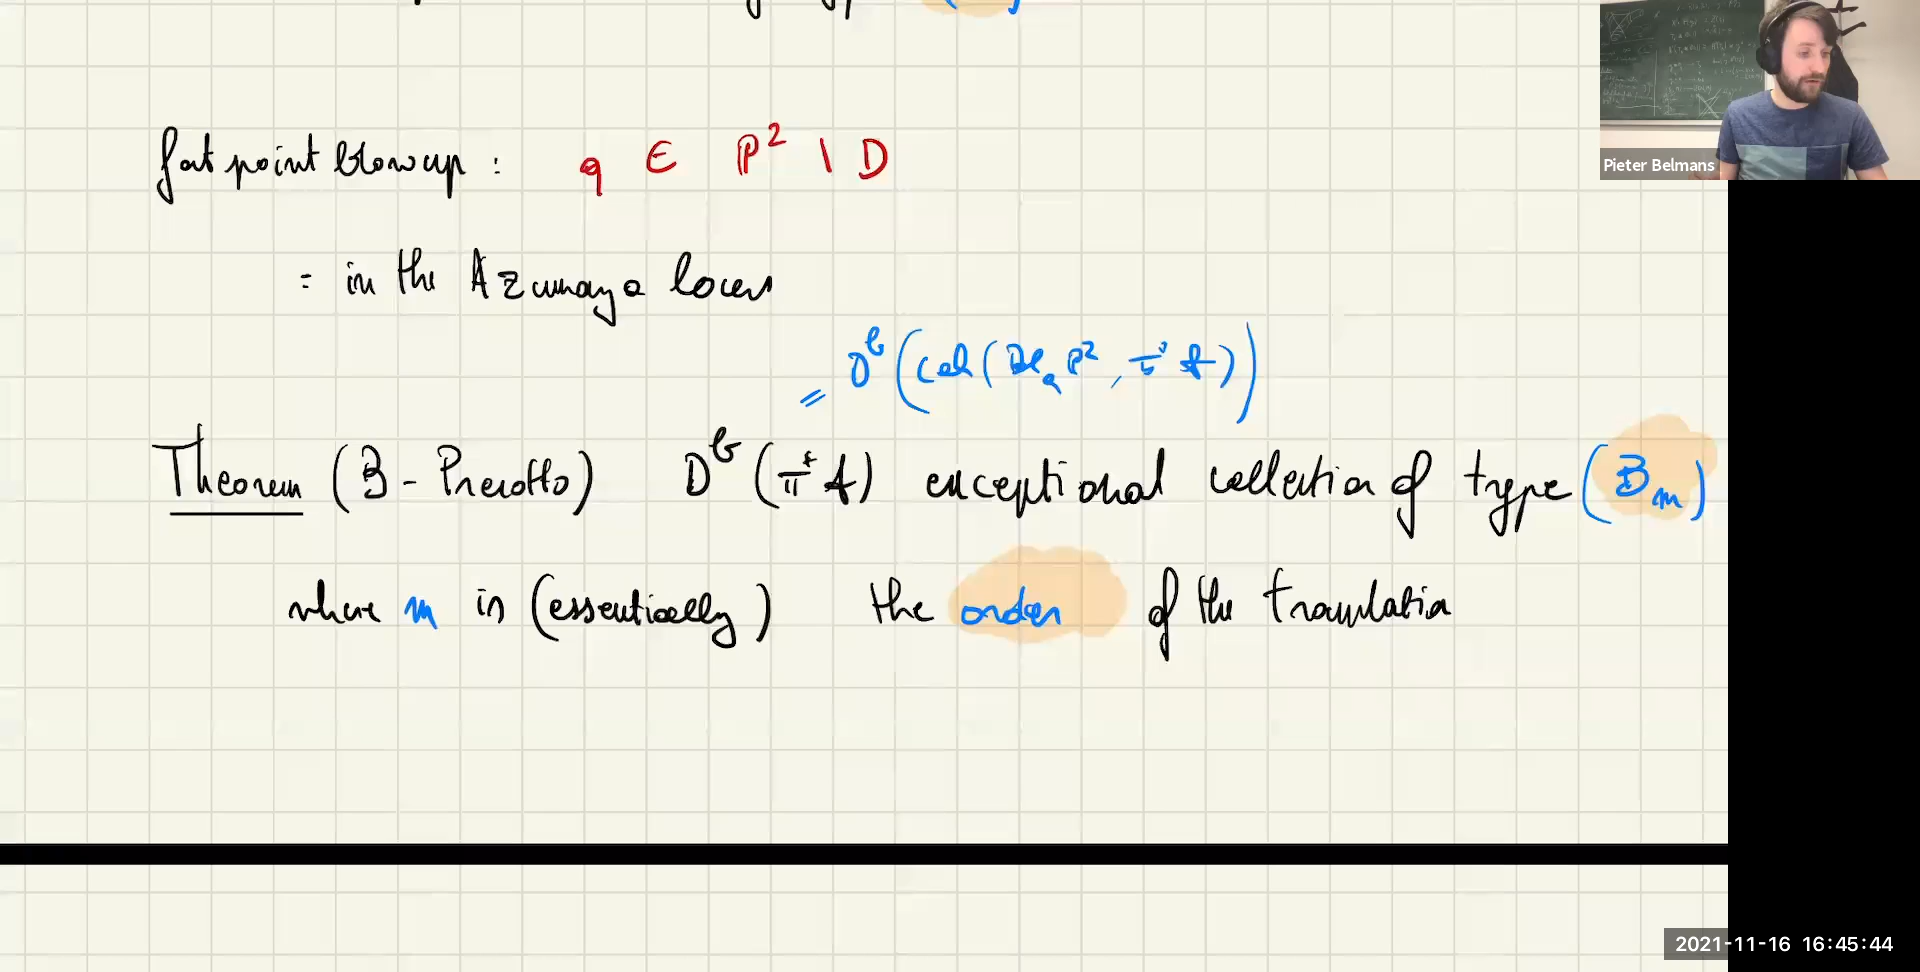 fat point blowup : q ∈ P² \ D
Pieter Belmans
= in the Azumaya locus
= Dᵇ(coh(Bl_q P², π* A))
Theorem (B - Presotto) Dᵇ(π* A) exceptional collection of type (B_m)
where m is (essentially) the order of the translation
2021-11-16 16:45:44